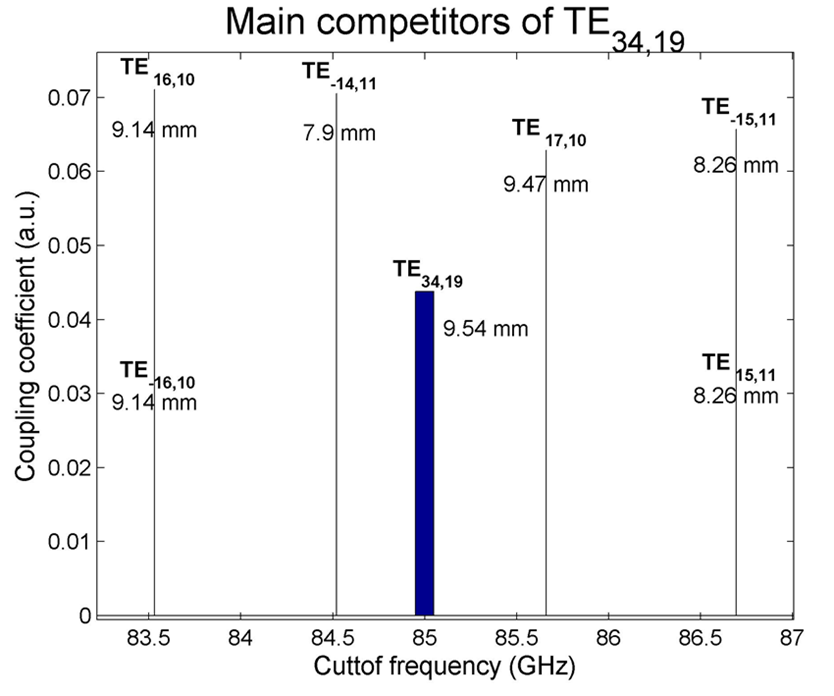 Main competitors of TE34,19
TE16,10
9.14 mm
TE-14,11
7.9 mm
TE17,10
9.47 mm
TE-15,11
8.26 mm
TE34,19
9.54 mm
TE-16,10
9.14 mm
TE15,11
8.26 mm
Coupling coefficient (a.u.)
0.07
0.06
0.05
0.04
0.03
0.02
0.01
0
83.5 84 84.5 85 85.5 86 86.5 87
Cuttof frequency (GHz)